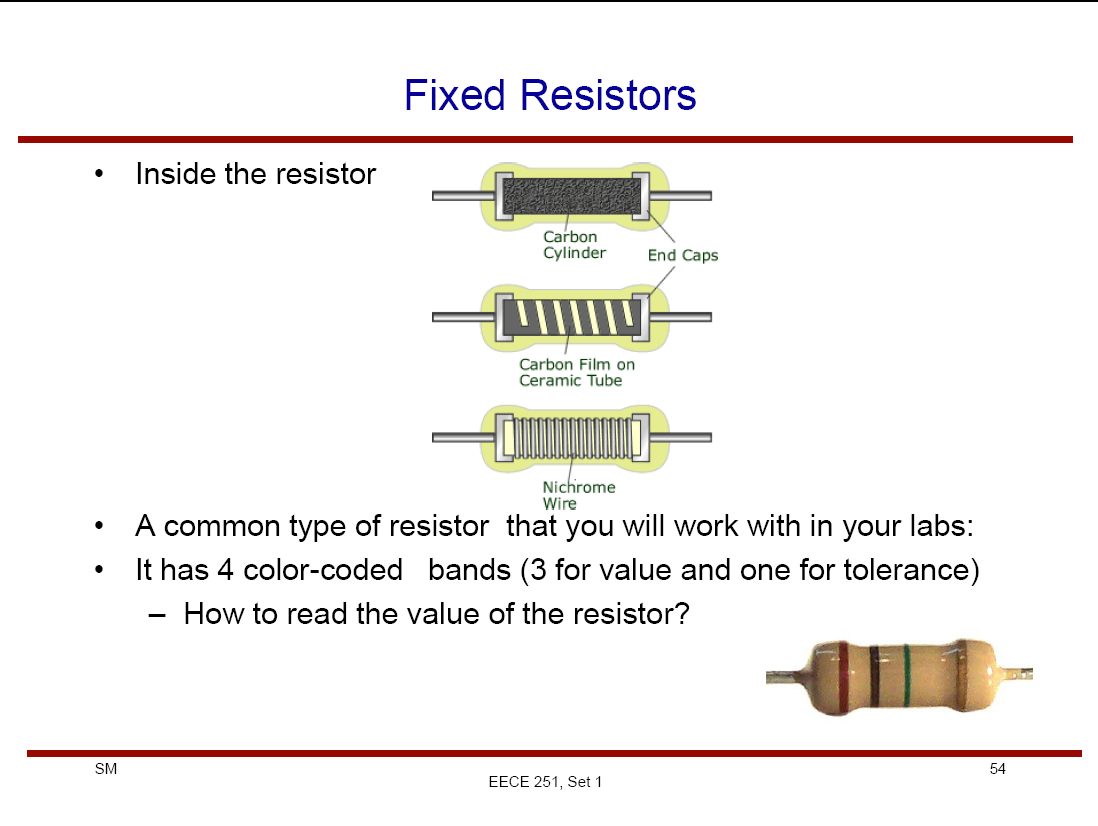 Fixed Resistors
• Inside the resistor
Carbon
Cylinder
End Caps
Carbon Film on
Ceramic Tube
Nichrome
Wire
• A common type of resistor that you will work with in your labs:
• It has 4 color-coded bands (3 for value and one for tolerance)
– How to read the value of the resistor?
SM
EECE 251, Set 1
54